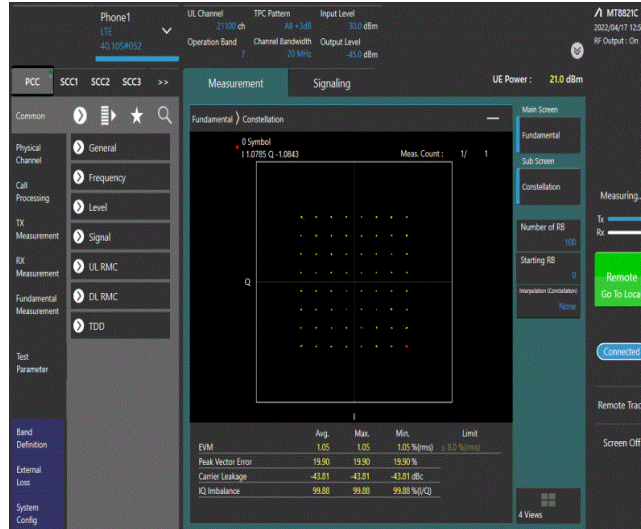 Phone1
LTE
40.10S#052
UL Channel
21100 ch
TPC Pattern
All +3dB
Input Level
30.0 dBm
Operation Band
7
Channel Bandwidth
20 MHz
Output Level
-45.0 dBm
MT8821C
2022/04/17 12:5
RF Output : On
PCC SCC1 SCC2 SCC3 >>
Measurement Signaling
UE Power : 21.0 dBm
Common
Physical
Channel
Call
Processing
TX
Measurement
RX
Measurement
Fundamental
Measurement
Test
Parameter
Band
Definition
External
Loss
System
Config
General
Frequency
Level
Signal
UL RMC
DL RMC
TDD
Fundamental Constellation
0 Symbol
I 1.0785 Q -1.0843
Meas. Count : 1/ 1
Q
I
Avg. Max. Min. Limit
EVM 1.05 1.05 1.05 %(rms) ≤ 8.0 %(rms)
Peak Vector Error 19.90 19.90 19.90 %
Carrier Leakage -43.81 -43.81 -43.81 dBc
IQ Imbalance 99.88 99.88 99.88 %(I/Q)
Main Screen
Fundamental
Sub Screen
Constellation
Number of RB
100
Starting RB
0
Interpolation (Constellation)
None
4 Views
Measuring..
Tx
Rx
Remote
Go To Loca
Connected
Remote Trac
Screen Off